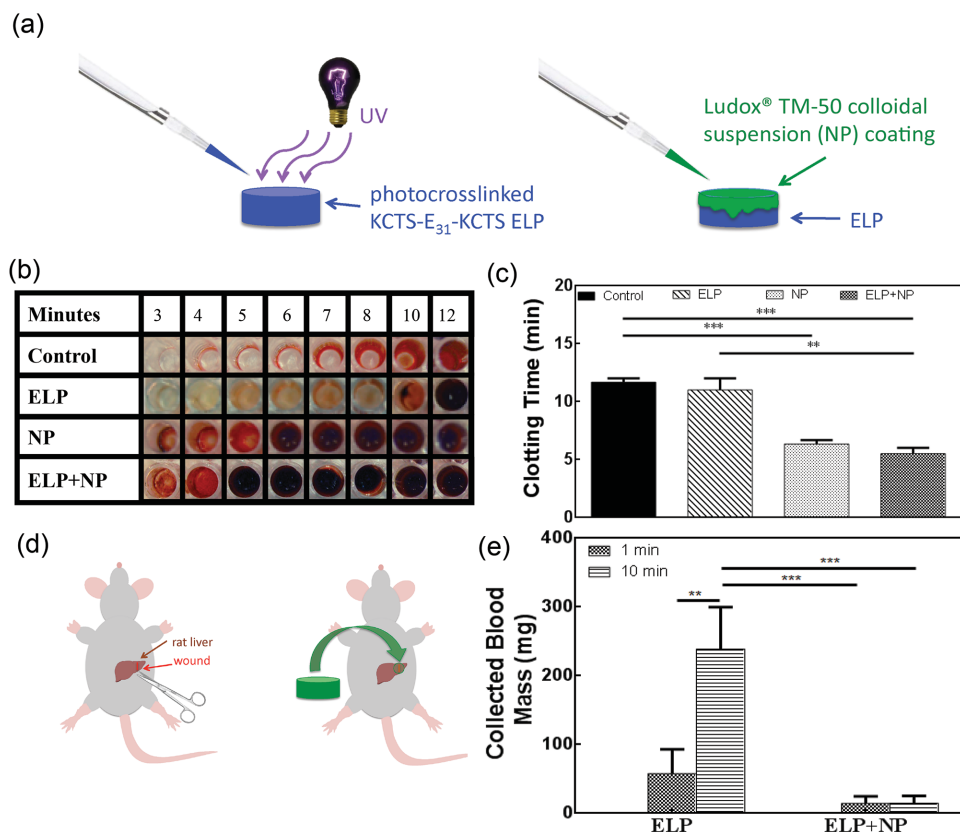 (a)
UV
photocrosslinked
KCTS-E31-KCTS ELP
Ludox® TM-50 colloidal
suspension (NP) coating
ELP
(b)
Minutes 3 4 5 6 7 8 10 12
Control
ELP
NP
ELP+NP
(c)
Control ELP NP ELP+NP
***
***
**
20
15
10
5
0
Clotting Time (min)
(d)
rat liver
wound
(e)
1 min
10 min
***
***
**
400
300
200
100
0
Collected Blood
Mass (mg)
ELP ELP+NP